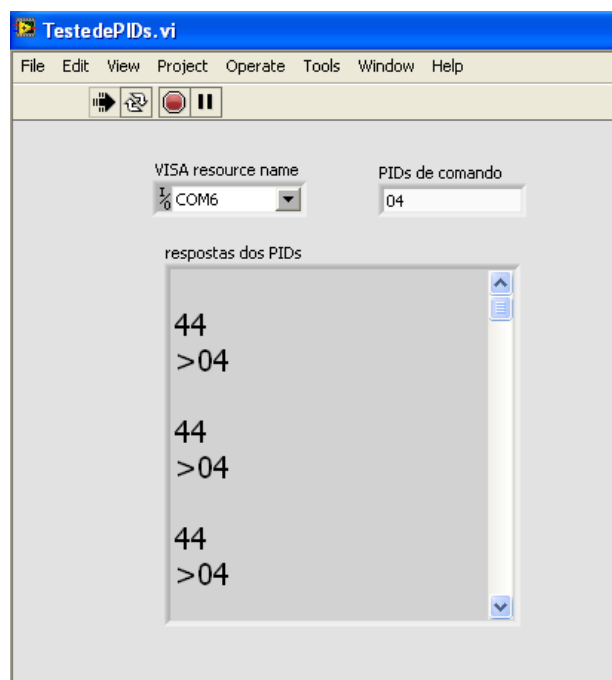 TestedePIDs.vi
File Edit View Project Operate Tools Window Help
VISA resource name
PIDs de comando
I/O COM6
04
respostas dos PIDs
44
>04
44
>04
44
>04